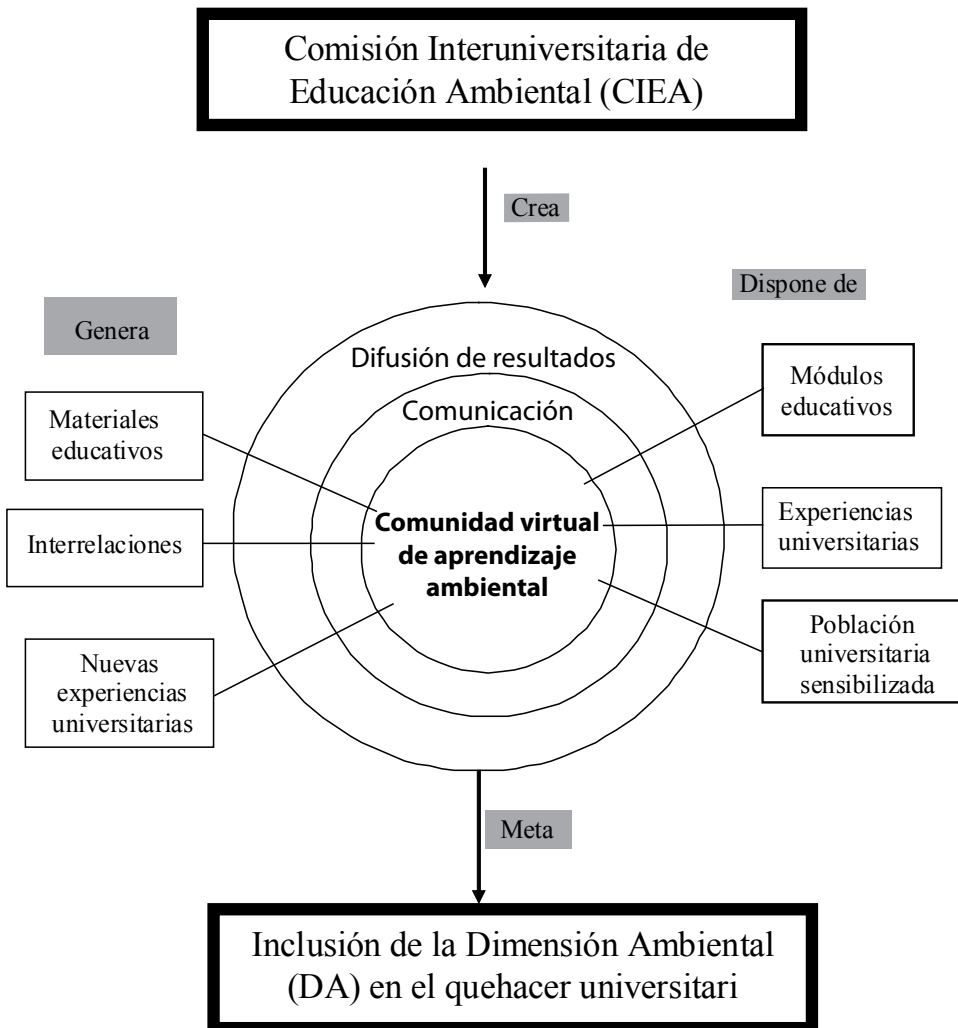 Comisión Interuniversitaria de
Educación Ambiental (CIEA)
Crea
Dispone de
Genera
Difusión de resultados
Comunicación
Módulos
educativos
Materiales
educativos
Comunidad virtual
de aprendizaje
ambiental
Experiencias
universitarias
Interrelaciones
Población
universitaria
sensibilizada
Nuevas
experiencias
universitarias
Meta
Inclusión de la Dimensión Ambiental
(DA) en el quehacer universitari